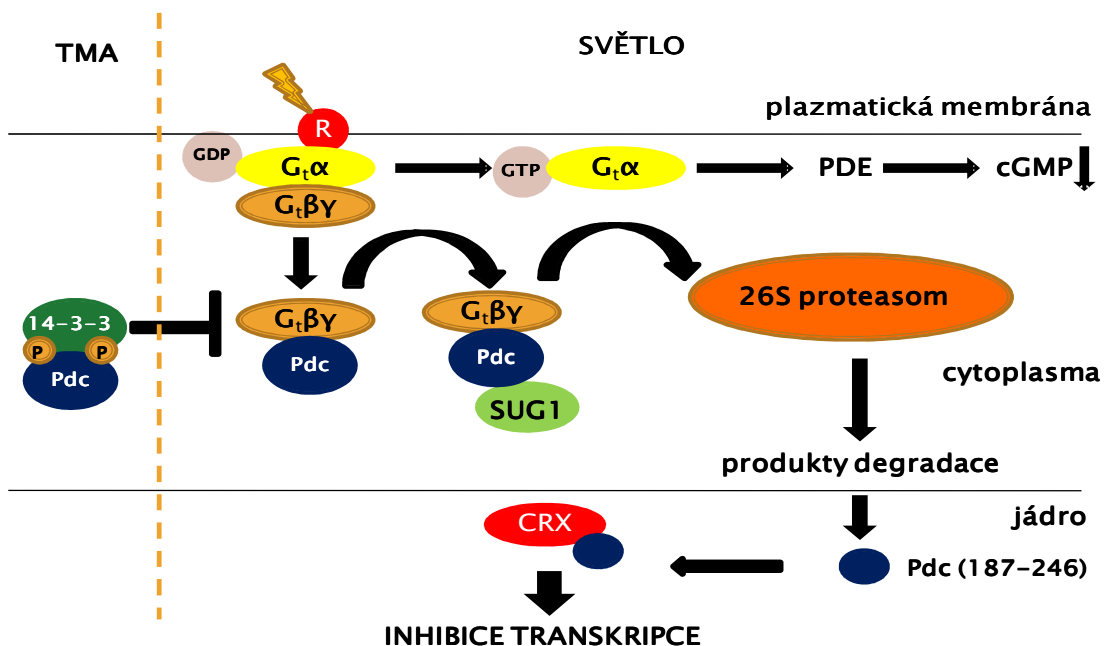 TMA
SVĚTLO
plazmatická membrána
R
GDP
Gₜα
GTP
Gₜα
PDE
cGMP
Gₜβγ
14-3-3
P
P
Pdc
Gₜβγ
Pdc
Gₜβγ
Pdc
SUG1
26S proteasom
cytoplasma
produkty degradace
jádro
CRX
Pdc (187-246)
INHIBICE TRANSKRIPCE